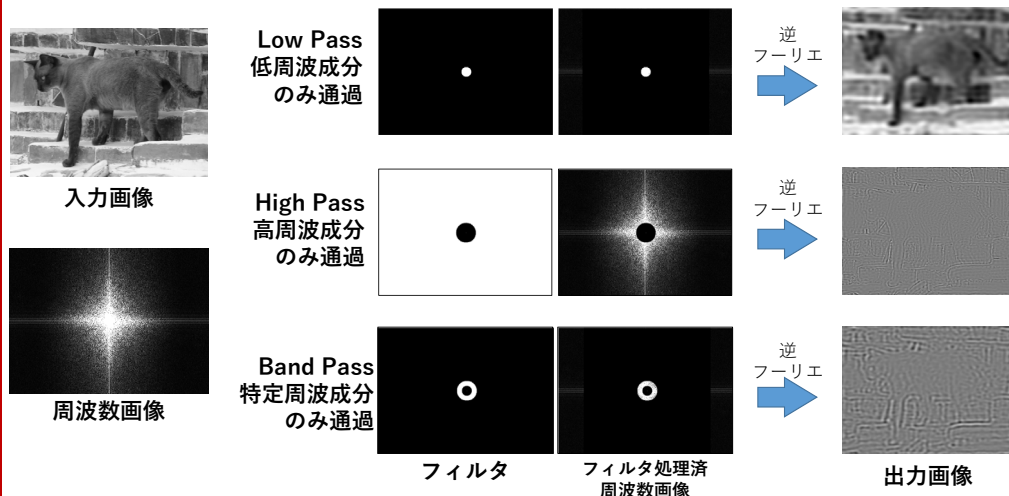 入力画像
周波数画像
Low Pass
低周波成分
のみ通過
逆
フーリエ
High Pass
高周波成分
のみ通過
逆
フーリエ
Band Pass
特定周波成分
のみ通過
逆
フーリエ
フィルタ
フィルタ処理済
周波数画像
出力画像